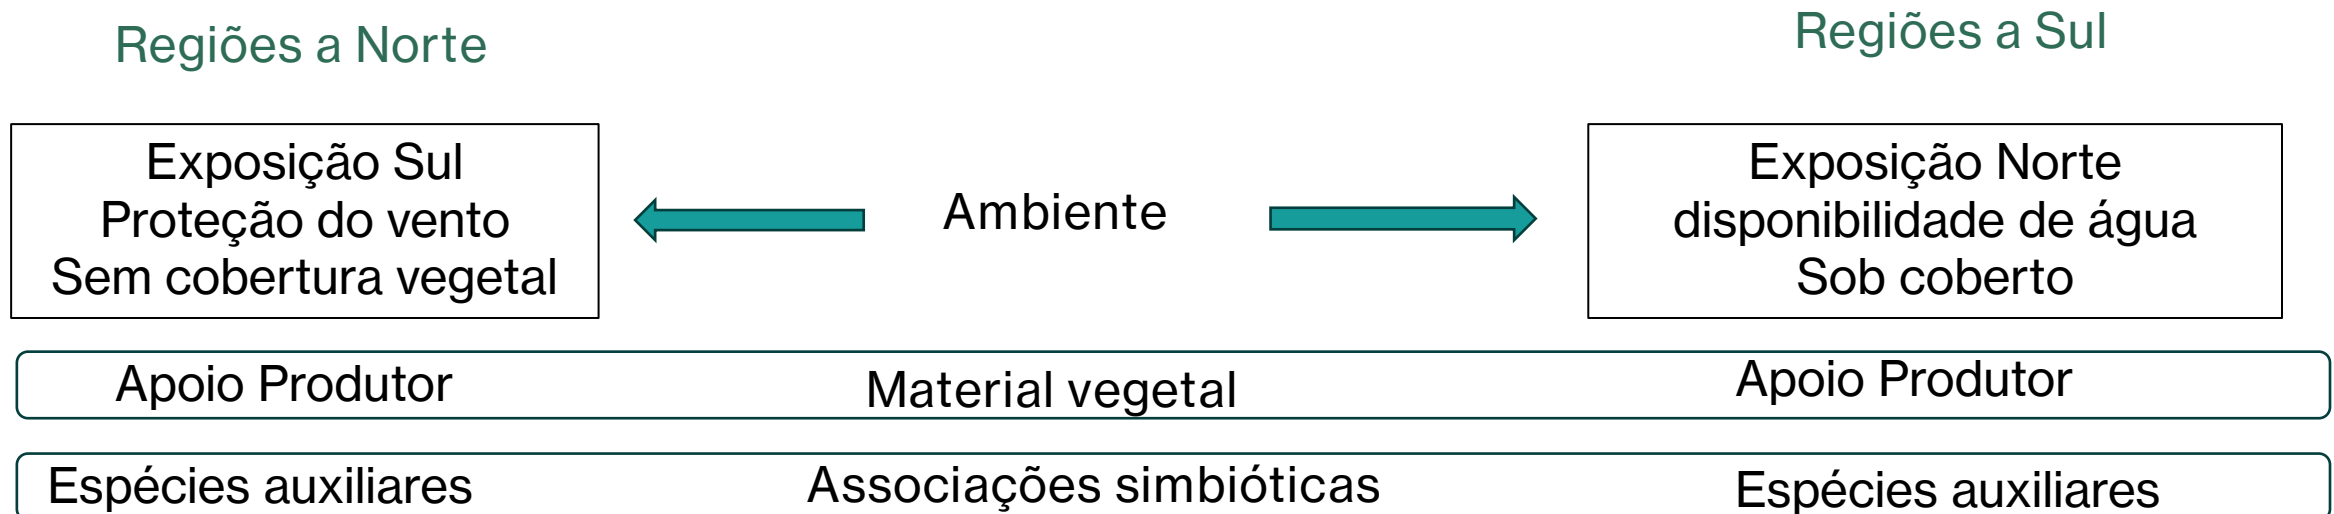 Regiões a Norte
Regiões a Sul
Exposição Sul
Proteção do vento
Sem cobertura vegetal
Ambiente
Exposição Norte
disponibilidade de água
Sob coberto
Apoio Produtor
Material vegetal
Apoio Produtor
Espécies auxiliares
Associações simbióticas
Espécies auxiliares